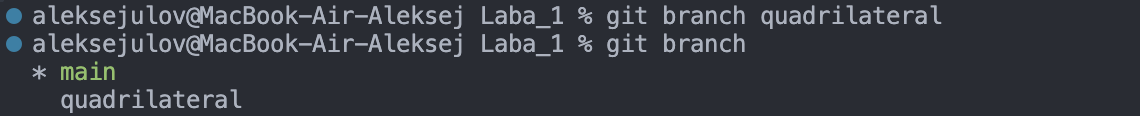 aleksejulov@MacBook-Air-Aleksej Laba_1 % git branch quadrilateral
aleksejulov@MacBook-Air-Aleksej Laba_1 % git branch
* main
quadrilateral